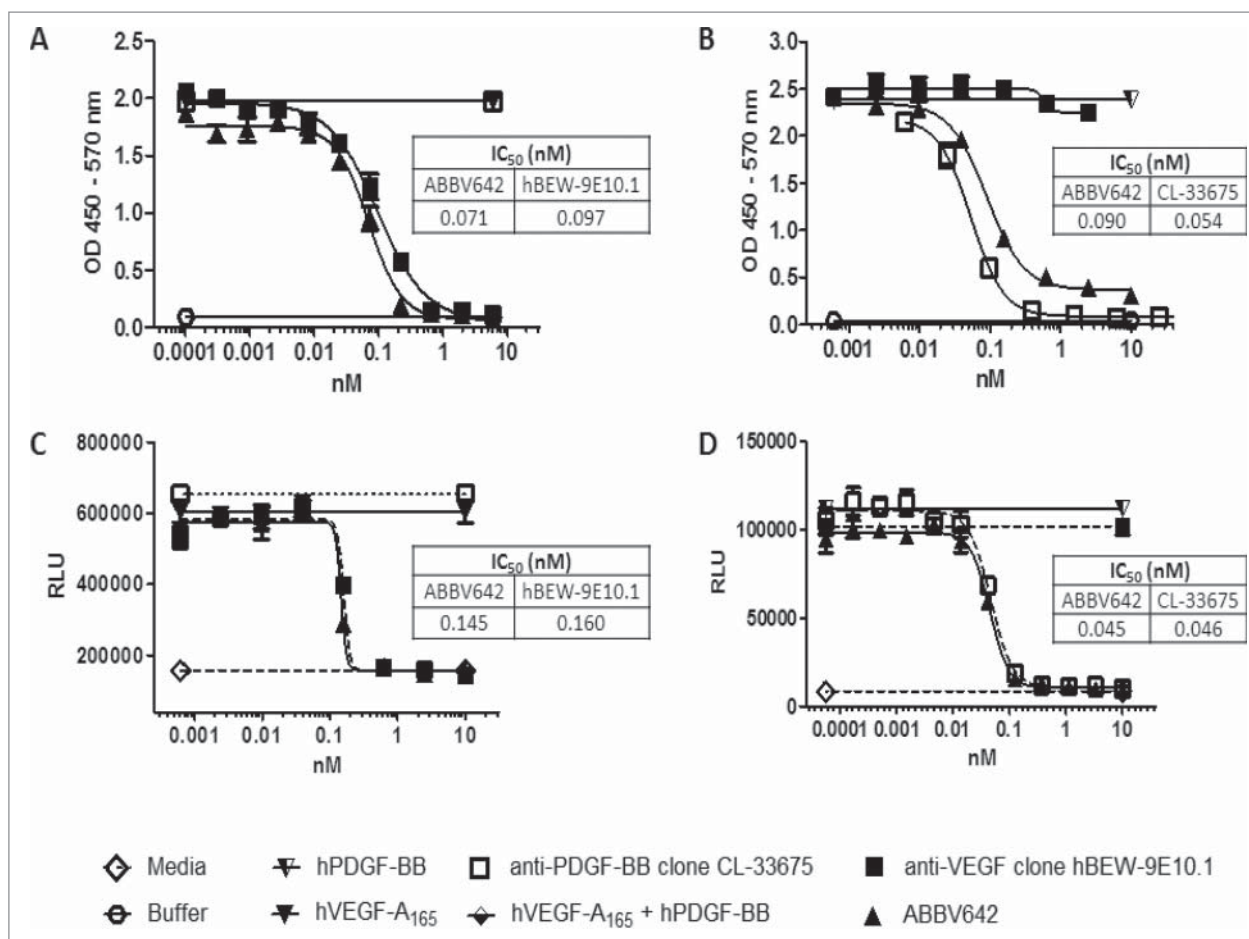 A
OD 450 - 570 nm
2.5
2.0
1.5
1.0
0.5
0.0
0.0001 0.001 0.01 0.1 1 10
nM
IC₅₀ (nM)
ABBV642 hBEW-9E10.1
0.071 0.097
B
OD 450 - 570 nm
3.0
2.5
2.0
1.5
1.0
0.5
0.0
0.001 0.01 0.1 1 10
nM
IC₅₀ (nM)
ABBV642 CL-33675
0.090 0.054
C
RLU
800000
600000
400000
200000
0.001 0.01 0.1 1 10
nM
IC₅₀ (nM)
ABBV642 hBEW-9E10.1
0.145 0.160
D
RLU
150000
100000
50000
0
0.0001 0.001 0.01 0.1 1 10
nM
IC₅₀ (nM)
ABBV642 CL-33675
0.045 0.046
Media hPDGF-BB anti-PDGF-BB clone CL-33675 anti-VEGF clone hBEW-9E10.1
Buffer hVEGF-A₁₆₅ hVEGF-A₁₆₅ + hPDGF-BB ABBV642